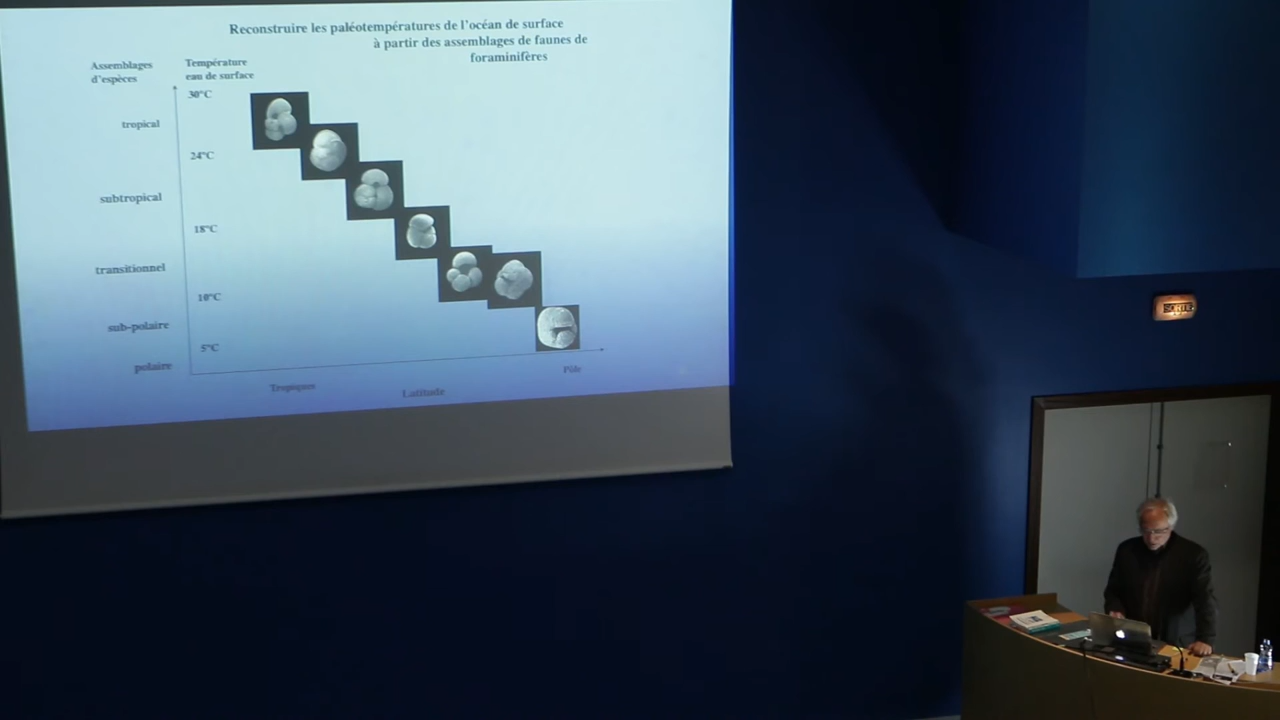 Reconstruire les paléotempératures de l'océan de surface
à partir des assemblages de faunes de
foraminifères
Assemblages
d'espèces
Température
eau de surface
30°C
tropical
24°C
subtropical
18°C
transitionnel
10°C
sub-polaire
5°C
polaire
Tropiques
Latitude
Pôle
SORTIE